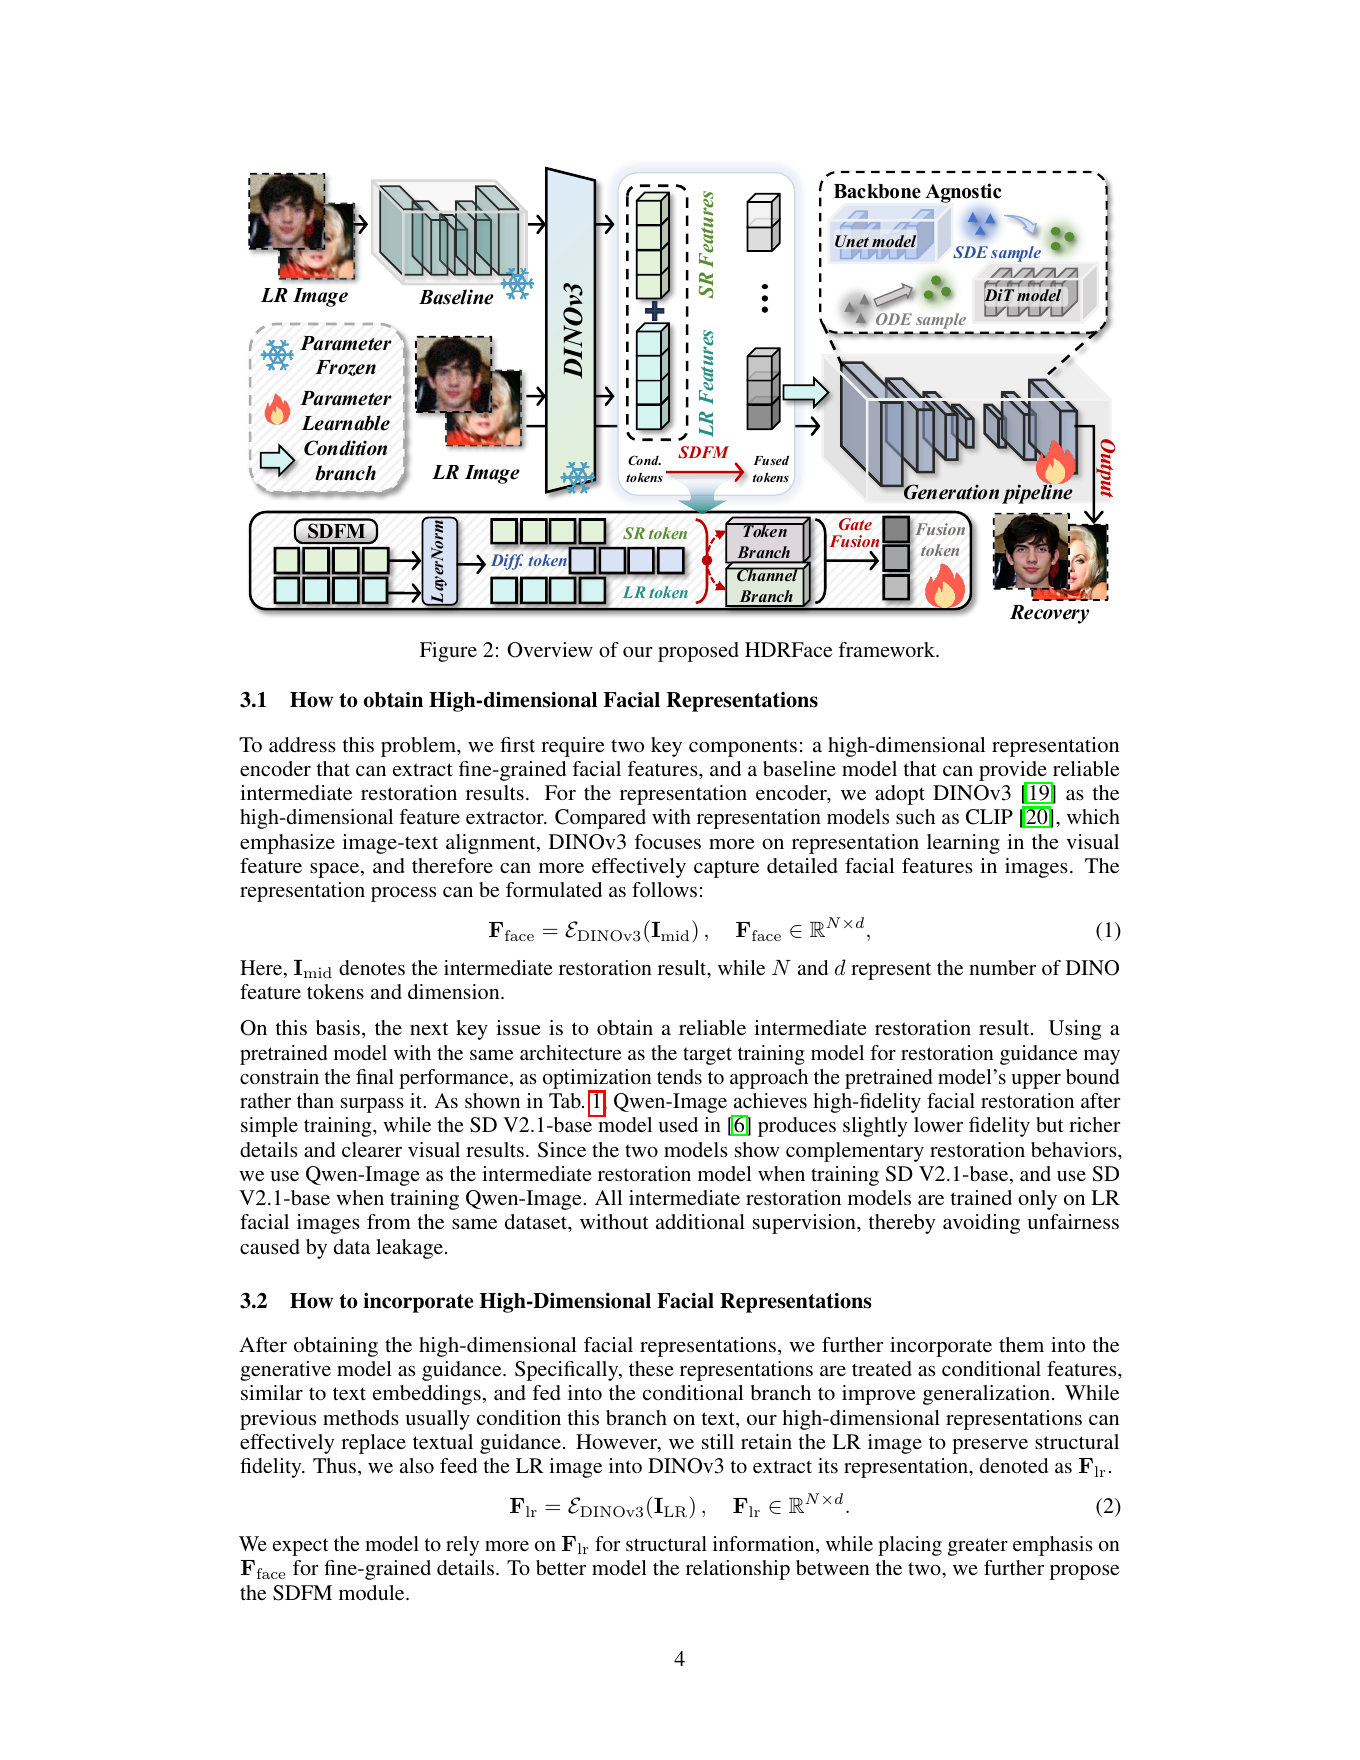 LR Image
Baseline
DINOv3
Parameter
Frozen
Parameter
Learnable
Condition
branch
LR Image
SR Features
LR Features
Cond.
tokens
SDFM
Fused
tokens
Backbone Agnostic
Unet model
SDE sample
DiT model
ODE sample
Generation pipeline
Output
SDFM
LayerNorm
SR token
Diff. token
LR token
Token
Branch
Channel
Branch
Gate
Fusion
Fusion
token
Recovery
Figure 2: Overview of our proposed HDRFace framework.
3.1 How to obtain High-dimensional Facial Representations
To address this problem, we first require two key components: a high-dimensional representation
encoder that can extract fine-grained facial features, and a baseline model that can provide reliable
intermediate restoration results. For the representation encoder, we adopt DINOv3 [19] as the
high-dimensional feature extractor. Compared with representation models such as CLIP [20], which
emphasize image-text alignment, DINOv3 focuses more on representation learning in the visual
feature space, and therefore can more effectively capture detailed facial features in images. The
representation process can be formulated as follows:
F_face = ℰ_DINOv3(I_mid), F_face ∈ ℝ^{N×d}, (1)
Here, I_mid denotes the intermediate restoration result, while N and d represent the number of DINO
feature tokens and dimension.
On this basis, the next key issue is to obtain a reliable intermediate restoration result. Using a
pretrained model with the same architecture as the target training model for restoration guidance may
constrain the final performance, as optimization tends to approach the pretrained model's upper bound
rather than surpass it. As shown in Tab. 1, Qwen-Image achieves high-fidelity facial restoration after
simple training, while the SD V2.1-base model used in [6] produces slightly lower fidelity but richer
details and clearer visual results. Since the two models show complementary restoration behaviors,
we use Qwen-Image as the intermediate restoration model when training SD V2.1-base, and use SD
V2.1-base when training Qwen-Image. All intermediate restoration models are trained only on LR
facial images from the same dataset, without additional supervision, thereby avoiding unfairness
caused by data leakage.
3.2 How to incorporate High-Dimensional Facial Representations
After obtaining the high-dimensional facial representations, we further incorporate them into the
generative model as guidance. Specifically, these representations are treated as conditional features,
similar to text embeddings, and fed into the conditional branch to improve generalization. While
previous methods usually condition this branch on text, our high-dimensional representations can
effectively replace textual guidance. However, we still retain the LR image to preserve structural
fidelity. Thus, we also feed the LR image into DINOv3 to extract its representation, denoted as F_lr.
F_lr = ℰ_DINOv3(I_LR), F_lr ∈ ℝ^{N×d}. (2)
We expect the model to rely more on F_lr for structural information, while placing greater emphasis on
F_face for fine-grained details. To better model the relationship between the two, we further propose
the SDFM module.
4